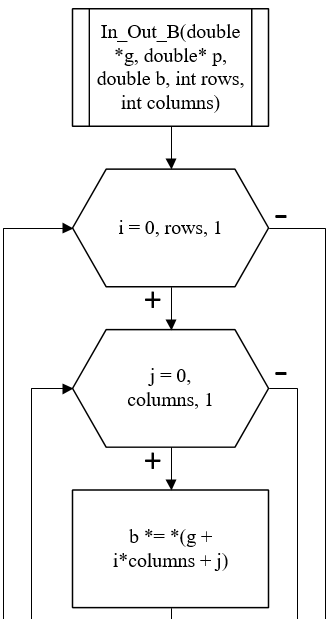 In_Out_B(double
*g, double* p,
double b, int rows,
int columns)
i = 0, rows, 1
-
+
j = 0,
columns, 1
-
+
b *= *(g +
i*columns + j)